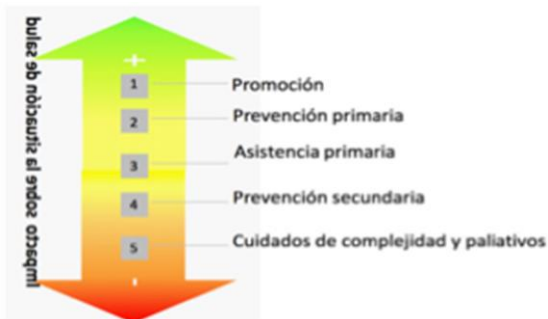 Impacto sobre la situación de salud
+
1 Promoción
2 Prevención primaria
3 Asistencia primaria
4 Prevención secundaria
5 Cuidados de complejidad y paliativos
-